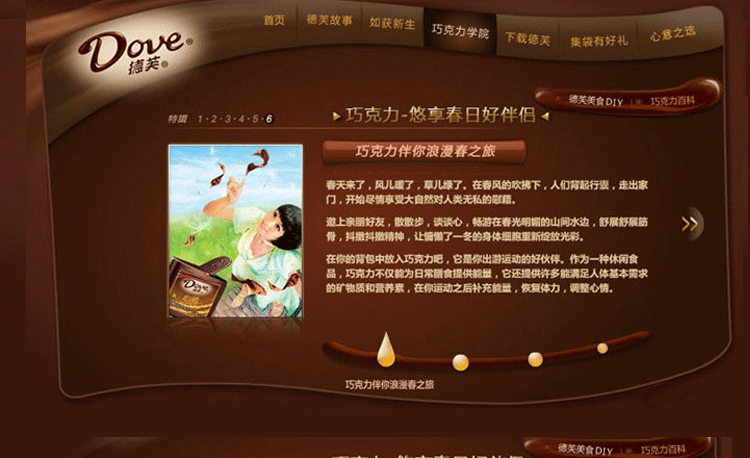 Dove®
德芙®
首页
德芙故事
如获新生
巧克力学院
下载德芙
集袋有好礼
心意之选
德芙美食DIY | 巧克力百科
特辑 1·2·3·4·5·6
巧克力-悠享春日好伴侣
巧克力伴你浪漫春之旅
春天来了，风儿暖了，草儿绿了。在春风的吹拂下，人们背起行囊，走出家
门，开始尽情享受大自然对人类无私的慰藉。
邀上亲朋好友，散散步，谈谈心，畅游在春光明媚的山间水边，舒展舒展筋
骨，抖擞抖擞精神，让慵懒了一冬的身体细胞重新绽放光彩。
在你的背包中放入巧克力吧，它是你出游运动的好伙伴。作为一种休闲食
品，巧克力不仅能为日常膳食提供能量，它还提供许多能满足人体基本需求
的矿物质和营养素，在你运动之后补充能量，恢复体力，调整心情。
Dove
巧克力伴你浪漫春之旅
德芙美食DIY | 巧克力百科
巧克力-悠享春日好伴侣